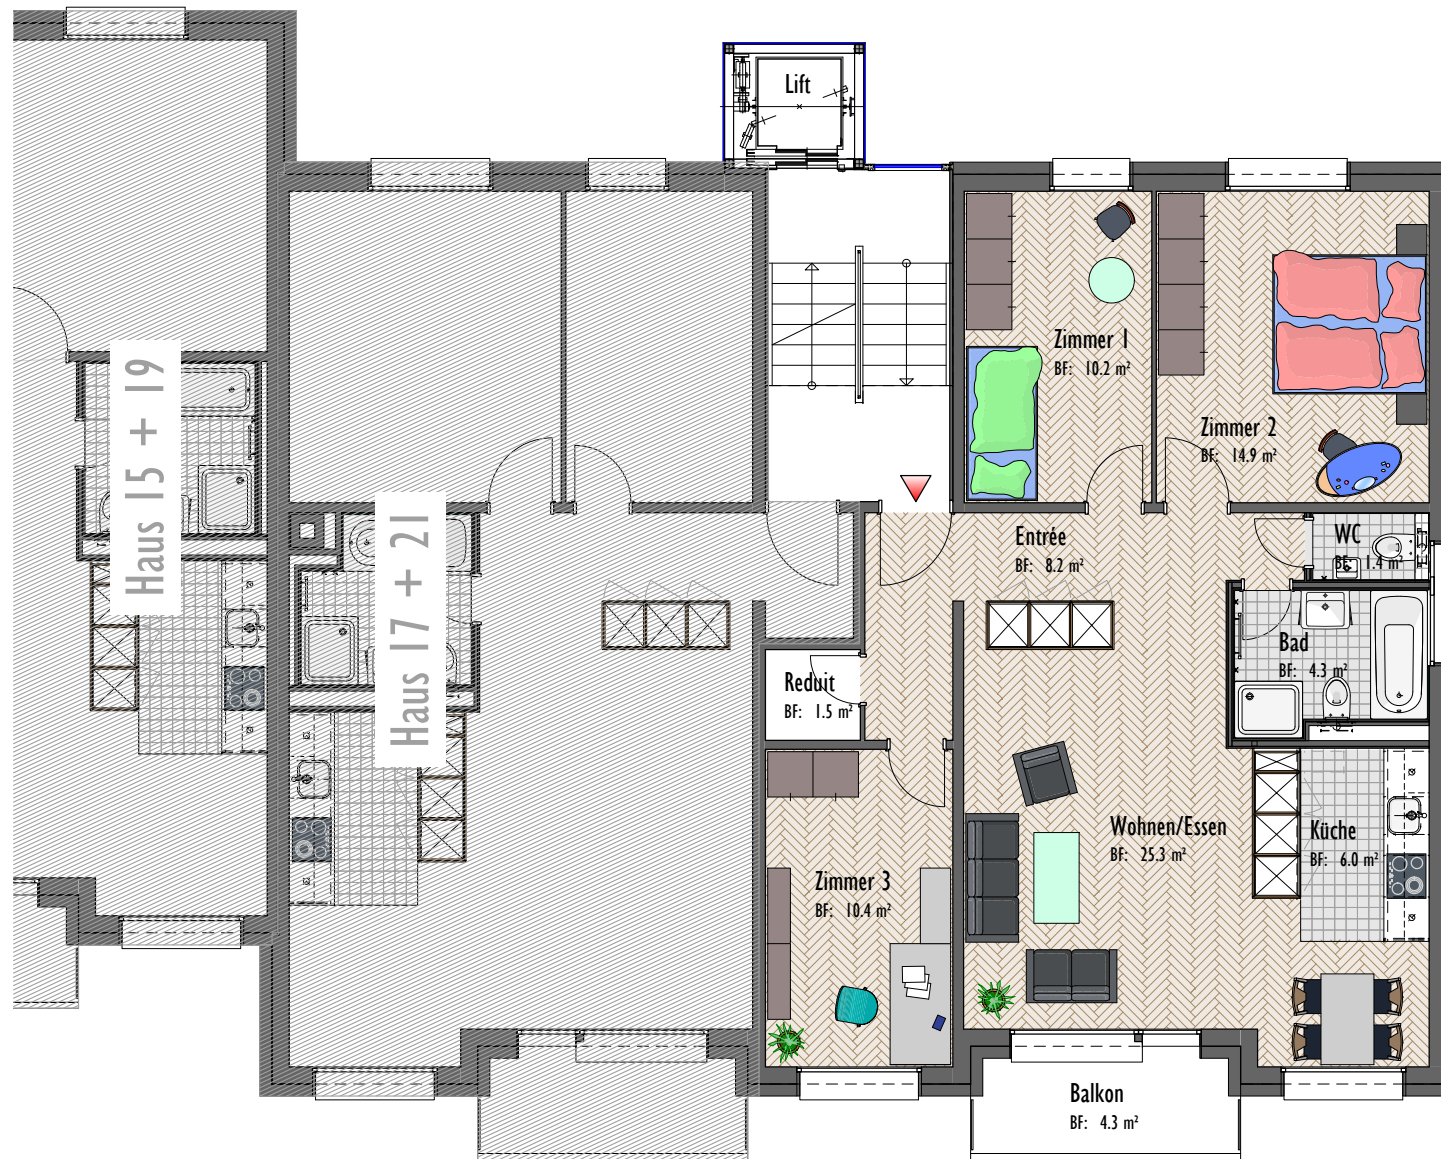 Lift
Zimmer 1
BF: 10.2 m²
Zimmer 2
BF: 14.9 m²
Haus 15 + 19
Haus 17 + 21
Entrée
BF: 8.2 m²
WC
BF: 1.4 m²
Bad
BF: 4.3 m²
Reduit
BF: 1.5 m²
Wohnen/Essen
BF: 25.3 m²
Küche
BF: 6.0 m²
Zimmer 3
BF: 10.4 m²
Balkon
BF: 4.3 m²